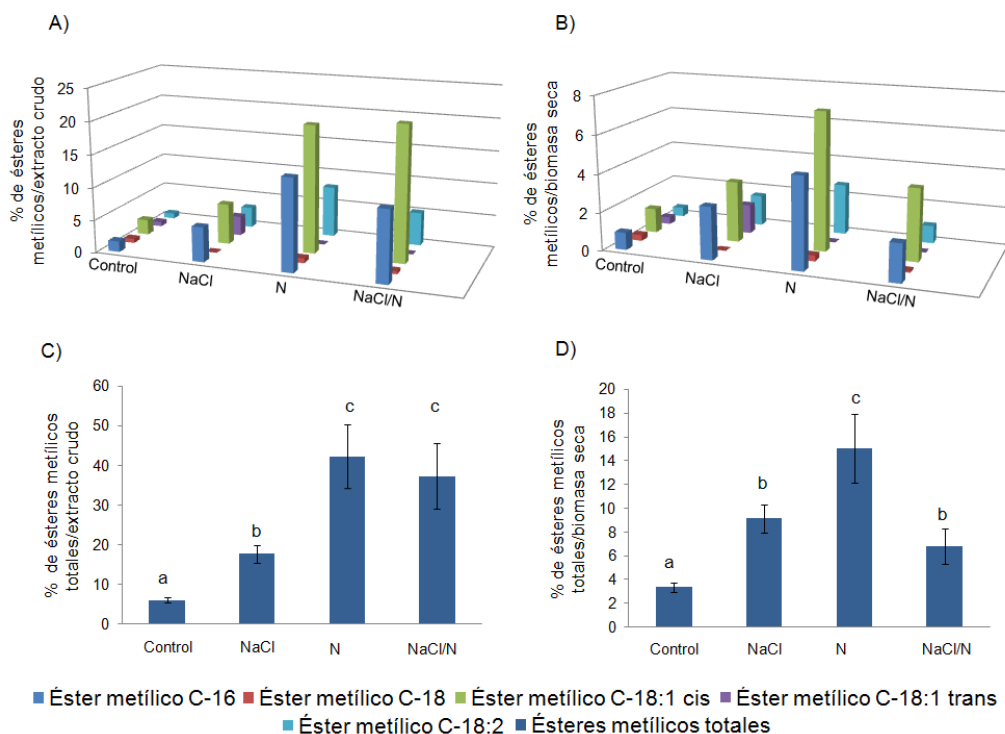 A)
% de ésteres
metílicos/extracto crudo
25
20
15
10
5
0
Control
NaCl
N
NaCl/N
B)
% de ésteres
metílicos/biomasa seca
8
6
4
2
0
Control
NaCl
N
NaCl/N
C)
% de ésteres metílicos
totales/extracto crudo
60
50
40
30
20
10
0
a
b
c
c
Control
NaCl
N
NaCl/N
D)
% de ésteres metílicos
totales/biomasa seca
20
18
16
14
12
10
8
6
4
2
0
a
b
c
b
Control
NaCl
N
NaCl/N
Éster metílico C-16 Éster metílico C-18 Éster metílico C-18:1 cis Éster metílico C-18:1 trans
Éster metílico C-18:2 Ésteres metílicos totales